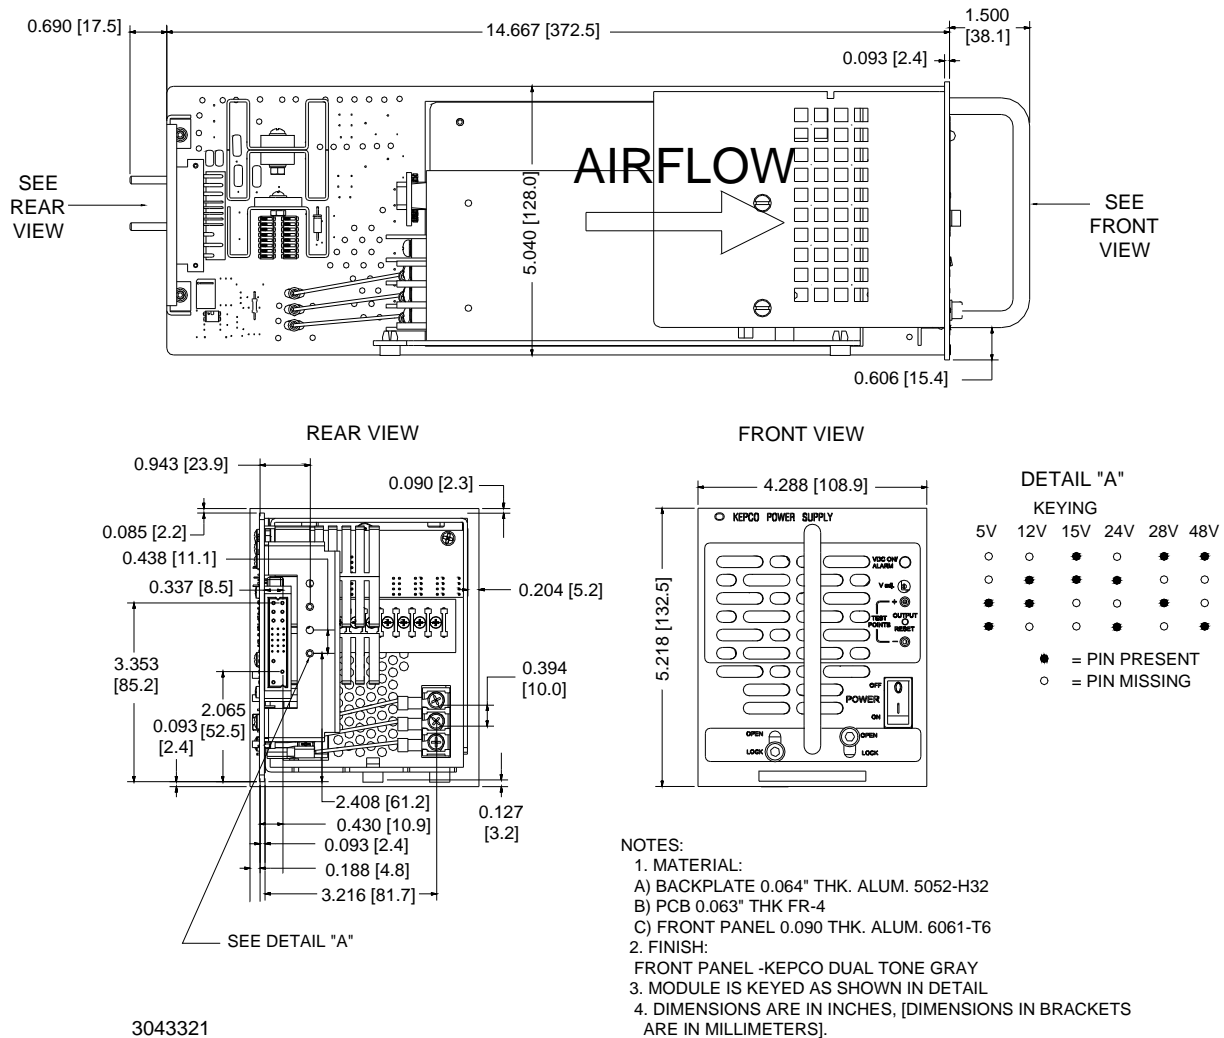 0.690 [17.5]
14.667 [372.5]
1.500
[38.1]
0.093 [2.4]
AIRFLOW
5.040 [128.0]
SEE
REAR
VIEW
SEE
FRONT
VIEW
0.606 [15.4]
REAR VIEW
0.943 [23.9]
0.090 [2.3]
0.085 [2.2]
0.438 [11.1]
0.337 [8.5]
0.204 [5.2]
3.353
[85.2]
0.394
[10.0]
2.065
[52.5]
0.093
[2.4]
2.408 [61.2]
0.430 [10.9]
0.093 [2.4]
0.188 [4.8]
3.216 [81.7]
0.127
[3.2]
SEE DETAIL "A"
3043321
FRONT VIEW
4.288 [108.9]
5.218 [132.5]
KEPCO POWER SUPPLY
VDC ON/
ALARM
V adj.
+
TEST
POINTS
OUTPUT
RESET
-
OFF
POWER
ON
OPEN
LOCK
OPEN
LOCK
DETAIL "A"
KEYING
5V 12V 15V 24V 28V 48V
= PIN PRESENT
= PIN MISSING
NOTES:
1. MATERIAL:
A) BACKPLATE 0.064" THK. ALUM. 5052-H32
B) PCB 0.063" THK FR-4
C) FRONT PANEL 0.090 THK. ALUM. 6061-T6
2. FINISH:
FRONT PANEL -KEPCO DUAL TONE GRAY
3. MODULE IS KEYED AS SHOWN IN DETAIL
4. DIMENSIONS ARE IN INCHES, [DIMENSIONS IN BRACKETS
ARE IN MILLIMETERS].